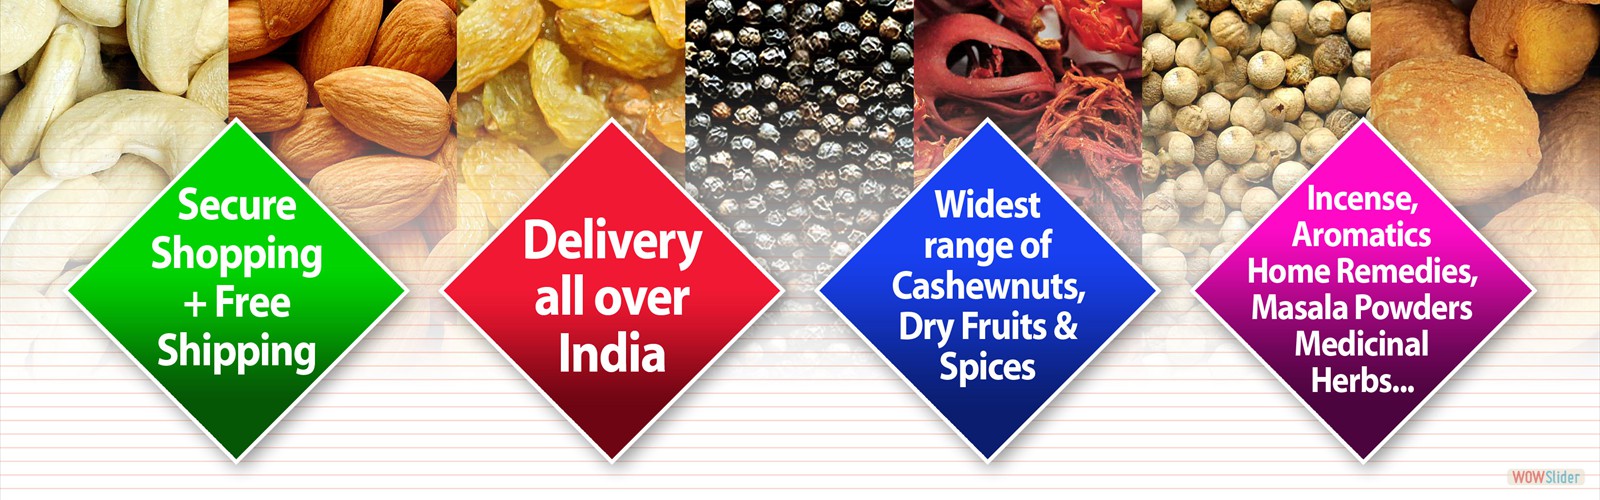 Secure
Shopping
+ Free
Shipping
Delivery
all over
India
Widest
range of
Cashewnuts,
Dry Fruits &
Spices
Incense,
Aromatics
Home Remedies,
Masala Powders
Medicinal
Herbs...
WOWSlider